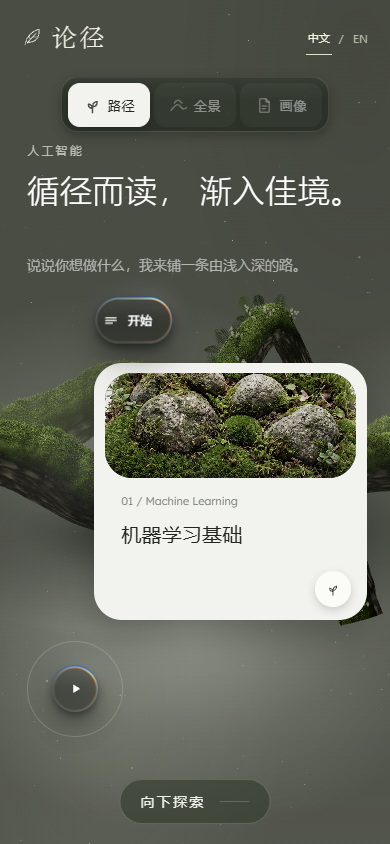 论径
中文 / EN
路径
全景
画像
人工智能
循径而读， 渐入佳境。
说说你想做什么，我来铺一条由浅入深的路。
开始
01 / Machine Learning
机器学习基础
向下探索